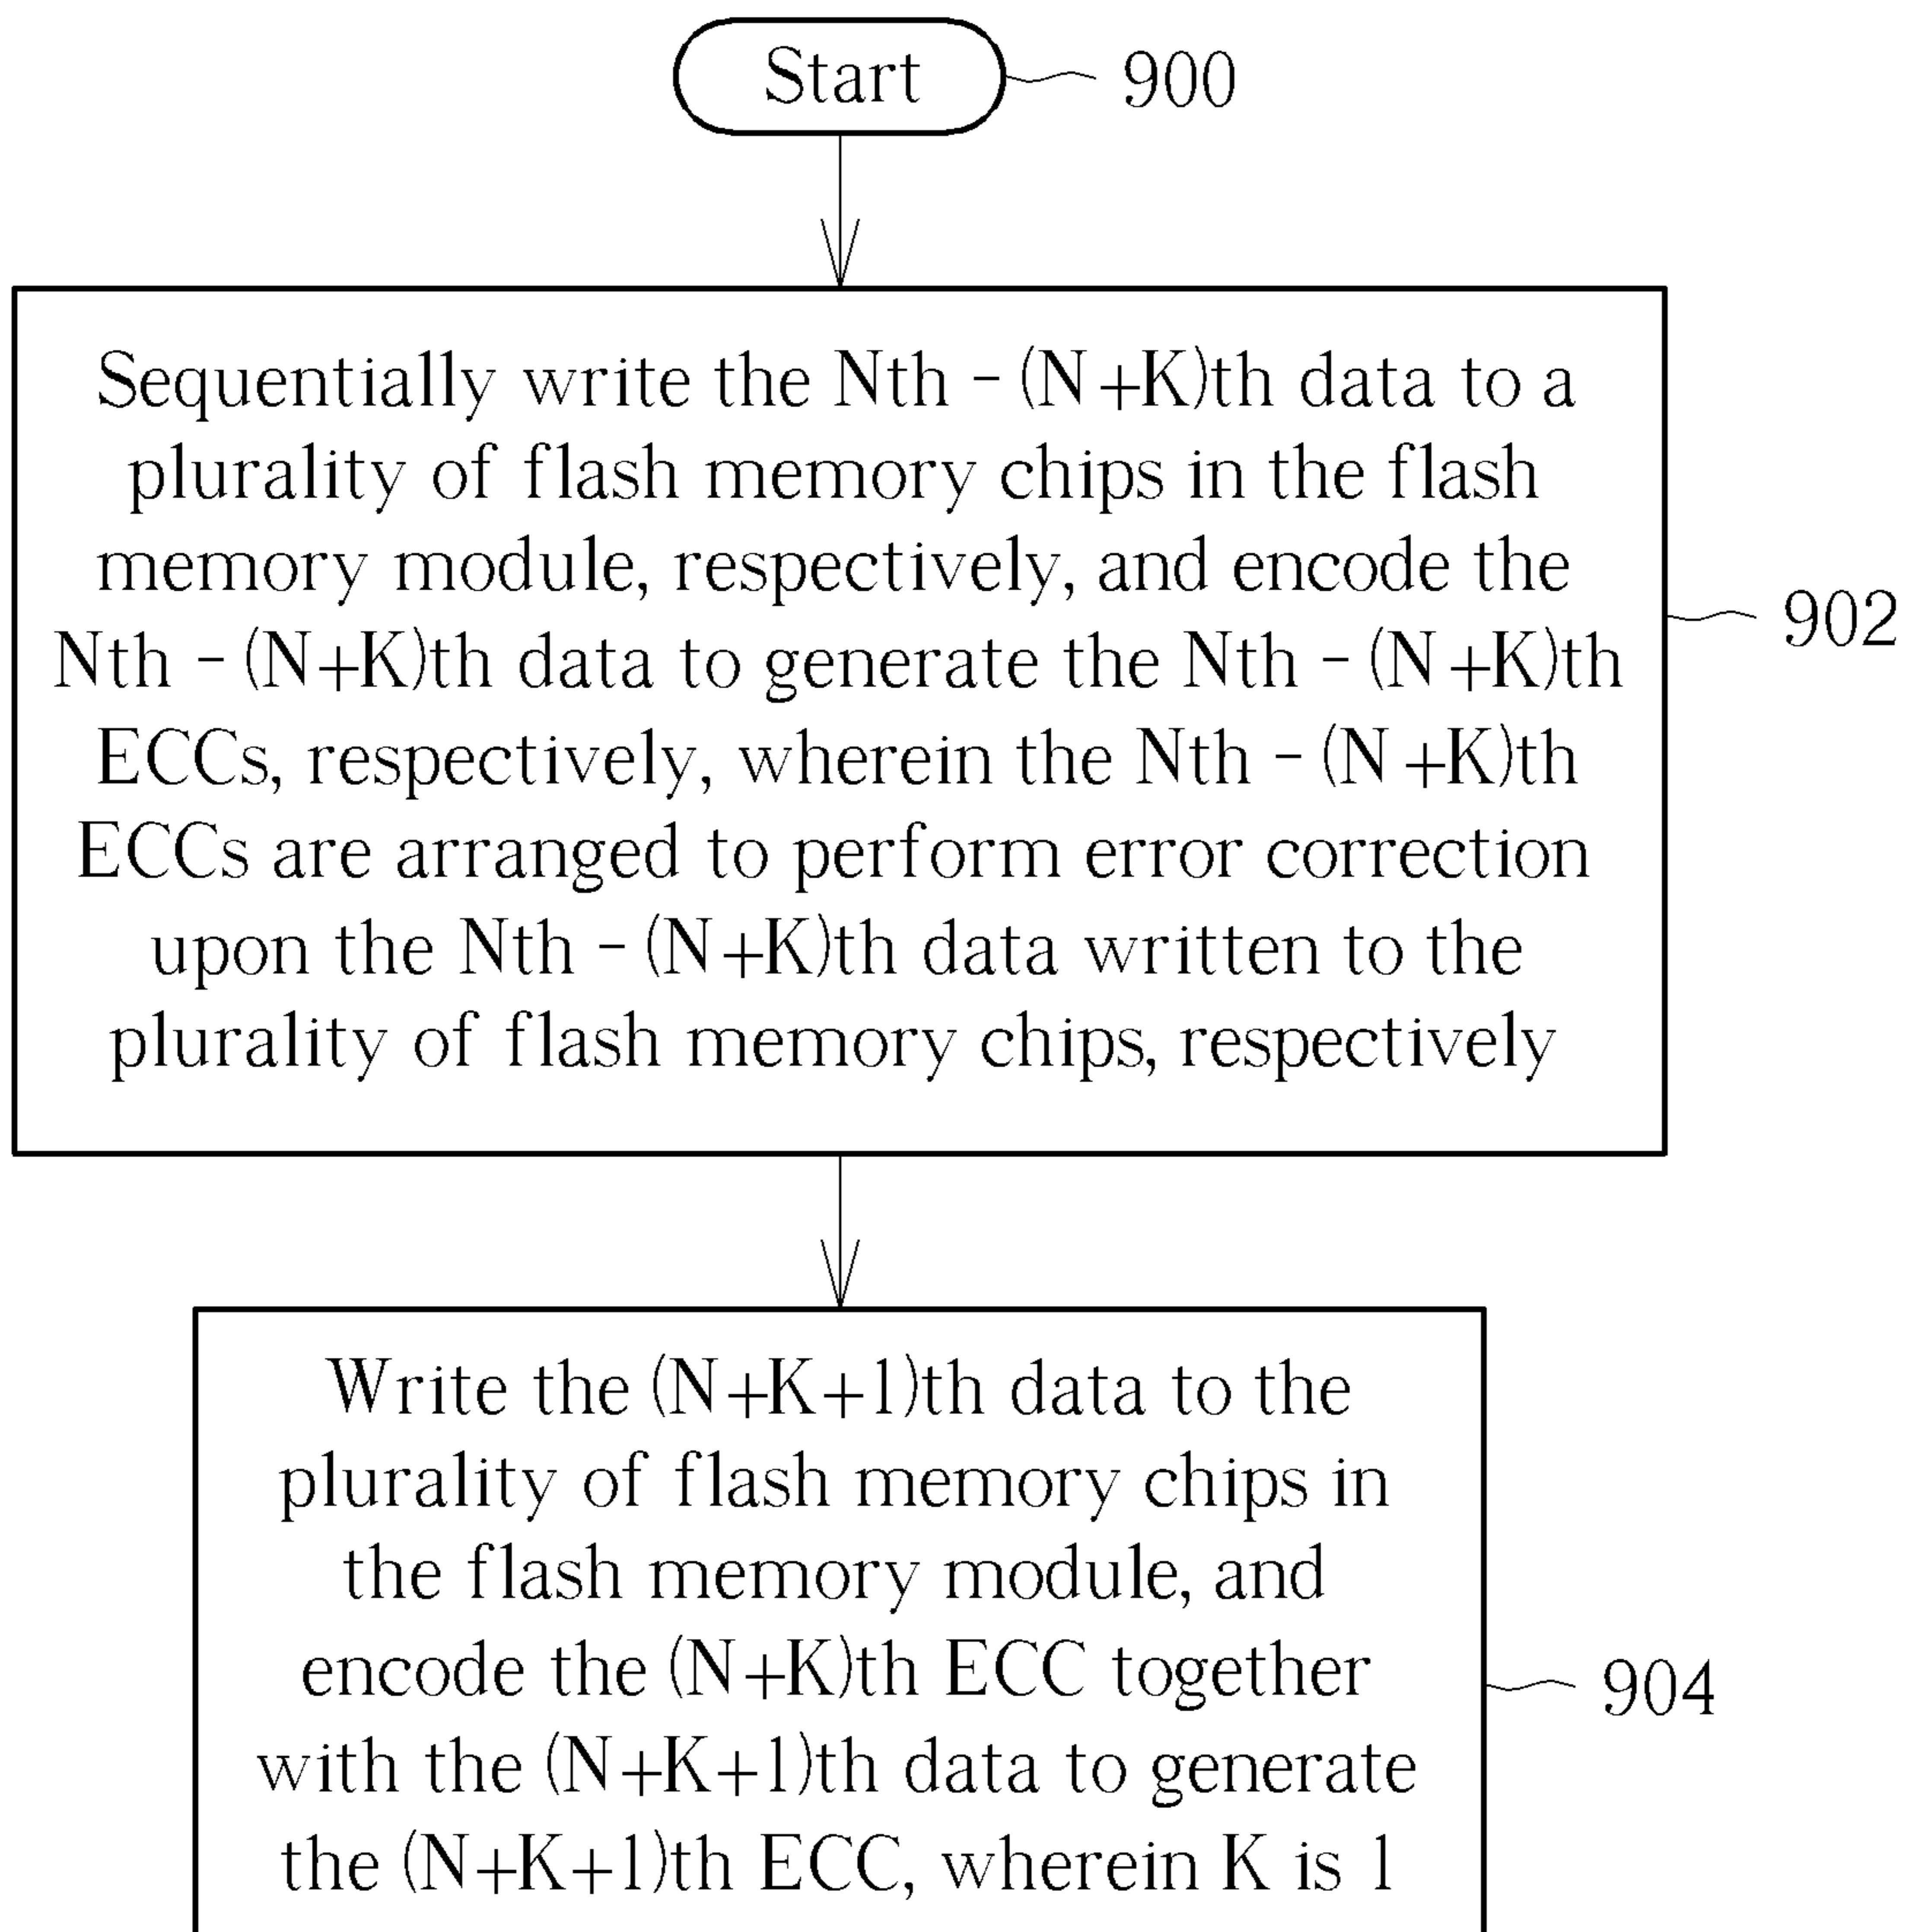 Start
900
Sequentially write the Nth - (N+K)th data to a
plurality of flash memory chips in the flash
memory module, respectively, and encode the
Nth - (N+K)th data to generate the Nth - (N+K)th
ECCs, respectively, wherein the Nth - (N+K)th
ECCs are arranged to perform error correction
upon the Nth - (N+K)th data written to the
plurality of flash memory chips, respectively
902
Write the (N+K+1)th data to the
plurality of flash memory chips in
the flash memory module, and
encode the (N+K)th ECC together
with the (N+K+1)th data to generate
the (N+K+1)th ECC, wherein K is 1
904